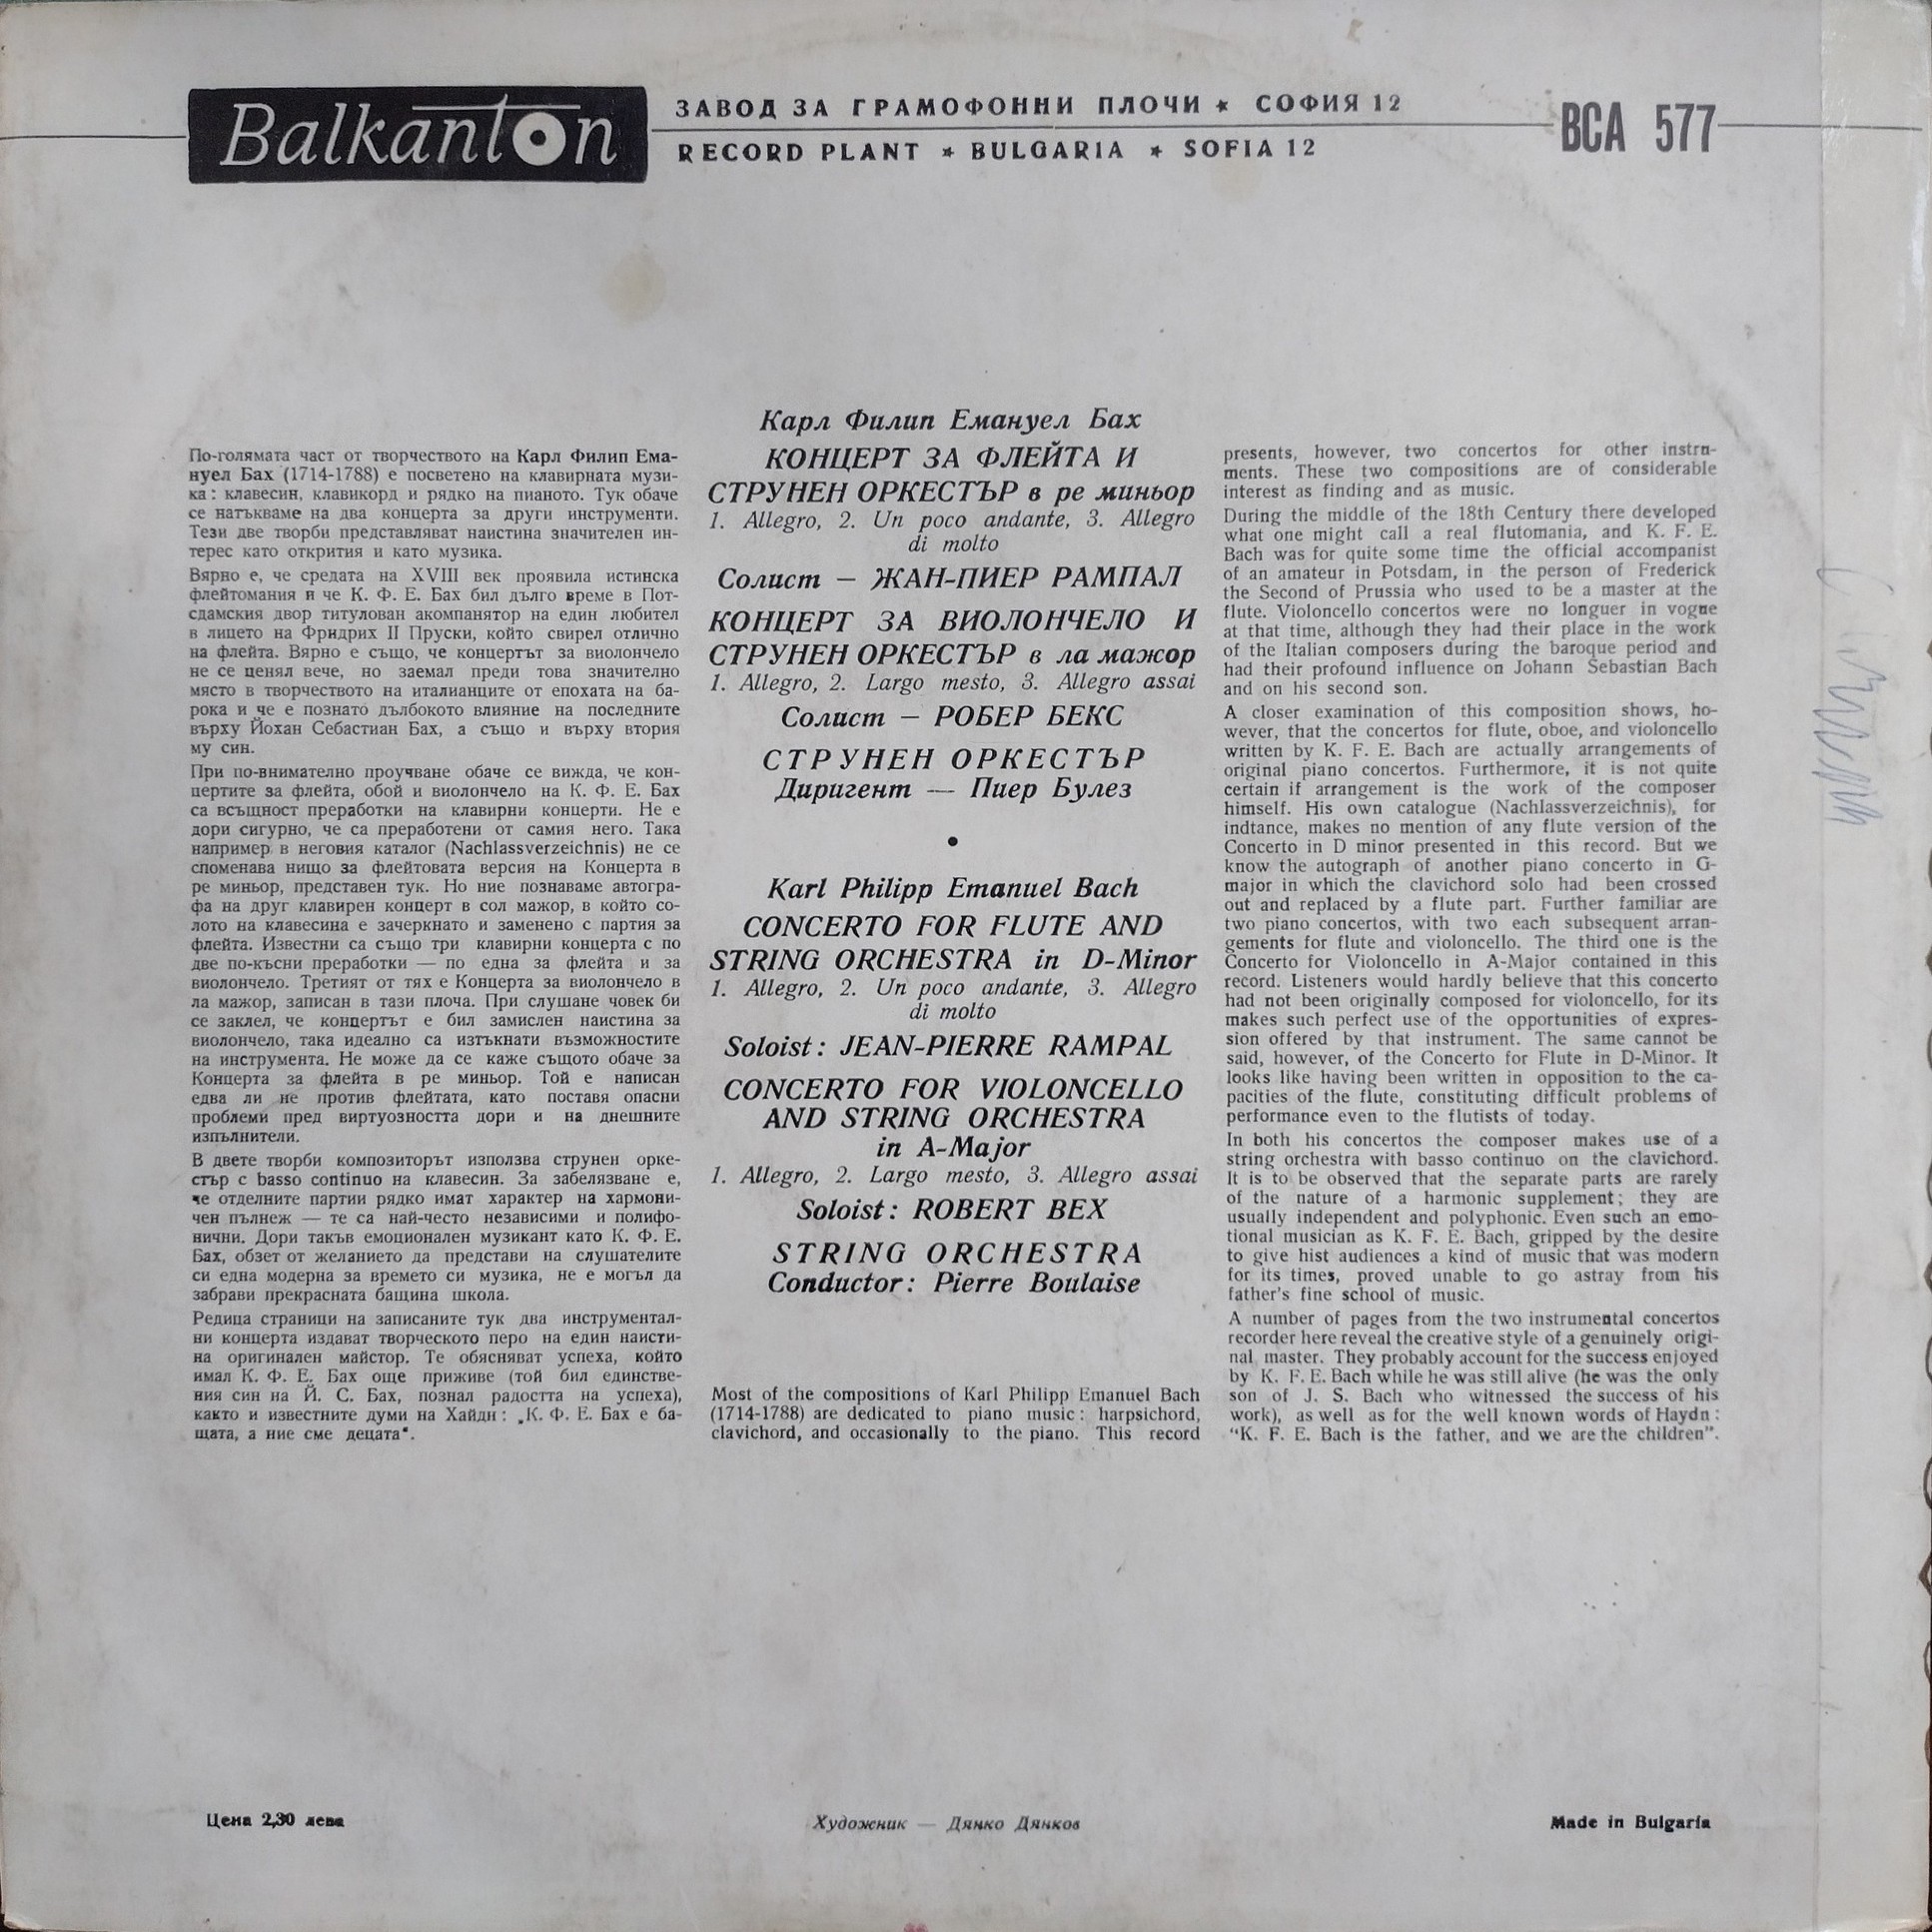 Balkanton
ЗАВОД ЗА ГРАМОФОННИ ПЛОЧИ ★ СОФИЯ 12
RECORD PLANT ★ BULGARIA ★ SOFIA 12
ВСА 577
По-голямата част от творчеството на Карл Филип Ема-
нуел Бах (1714-1788) е посветено на клавирната музи-
ка: клавесин, клавикорд и рядко на пианото. Тук обаче
се натъкваме на два концерта за други инструменти.
Тези две творби представляват наистина значителен ин-
терес като открития и като музика.
Вярно е, че средата на XVIII век проявила истинска
флейтомания и че К. Ф. Е. Бах бил дълго време в Пот-
сдамския двор титулован акомпанятор на един любител
в лицето на Фридрих II Пруски, който свирел отлично
на флейта. Вярно е също, че концертът за виолончело
не се ценял вече, но заемал преди това значително
място в творчеството на италианците от епохата на ба-
рока и че е познато дълбокото влияние на последните
върху Йохан Себастиан Бах, а също и върху втория
му син.
При по-внимателно проучване обаче се вижда, че кон-
цертите за флейта, обой и виолончело на К. Ф. Е. Бах
са всъщност преработки на клавирни концерти. Не е
дори сигурно, че са преработени от самия него. Така
например в неговия каталог (Nachlassverzeichnis) не се
споменава нищо за флейтовата версия на Концерта в
ре миньор, представен тук. Но ние познаваме автогра-
фа на друг клавирен концерт в сол мажор, в който со-
лото на клавесина е зачеркнато и заменено с партия за
флейта. Известни са също три клавирни концерта с по
две по-късни преработки — по една за флейта и за
виолончело. Третият от тях е Концерта за виолончело в
ла мажор, записан в тази плоча. При слушане човек би
се заклел, че концертът е бил замислен наистина за
виолончело, така идеално са изтъкнати възможностите
на инструмента. Не може да се каже същото обаче за
Концерта за флейта в ре миньор. Той е написан
едва ли не против флейтата, като поставя опасни
проблеми пред виртуозността дори и на днешните
изпълнители.
В двете творби композиторът използва струнен орке-
стър с basso continuo на клавесин. За забелязване е,
че отделните партии рядко имат характер на хармони-
чен пълнеж — те са най-често независими и полифо-
нични. Дори такъв емоционален музикант като К. Ф. Е.
Бах, обзет от желанието да представи на слушателите
си една модерна за времето си музика, не е могъл да
забрави прекрасната бащина школа.
Редица страници на записаните тук два инструментал-
ни концерта издават творческото перо на един наисти-
на оригинален майстор. Те обясняват успеха, който
имал К. Ф. Е. Бах още приживе (той бил единстве-
ния син на Й. С. Бах, познал радостта на успеха),
както и известните думи на Хайдн: „К. Ф. Е. Бах е ба-
щата, а ние сме децата“.
Карл Филип Емануел Бах
КОНЦЕРТ ЗА ФЛЕЙТА И
СТРУНЕН ОРКЕСТЪР в ре миньор
1. Allegro, 2. Un poco andante, 3. Allegro
di molto
Солист – ЖАН-ПИЕР РАМПАЛ
КОНЦЕРТ ЗА ВИОЛОНЧЕЛО И
СТРУНЕН ОРКЕСТЪР в ла мажор
1. Allegro, 2. Largo mesto, 3. Allegro assai
Солист – РОБЕР БЕКС
СТРУНЕН ОРКЕСТЪР
Диригент — Пиер Булез
•
Karl Philipp Emanuel Bach
CONCERTO FOR FLUTE AND
STRING ORCHESTRA in D-Minor
1. Allegro, 2. Un poco andante, 3. Allegro
di molto
Soloist: JEAN-PIERRE RAMPAL
CONCERTO FOR VIOLONCELLO
AND STRING ORCHESTRA
in A-Major
1. Allegro, 2. Largo mesto, 3. Allegro assai
Soloist: ROBERT BEX
STRING ORCHESTRA
Conductor: Pierre Boulaise
Most of the compositions of Karl Philipp Emanuel Bach
(1714-1788) are dedicated to piano music: harpsichord,
clavichord, and occasionally to the piano. This record
presents, however, two concertos for other instru-
ments. These two compositions are of considerable
interest as finding and as music.
During the middle of the 18th Century there developed
what one might call a real flutomania, and K. F. E.
Bach was for quite some time the official accompanist
of an amateur in Potsdam, in the person of Frederick
the Second of Prussia who used to be a master at the
flute. Violoncello concertos were no longuer in vogue
at that time, although they had their place in the work
of the Italian composers during the baroque period and
had their profound influence on Johann Sebastian Bach
and on his second son.
A closer examination of this composition shows, ho-
wever, that the concertos for flute, oboe, and violoncello
written by K. F. E. Bach are actually arrangements of
original piano concertos. Furthermore, it is not quite
certain if arrangement is the work of the composer
himself. His own catalogue (Nachlassverzeichnis), for
indtance, makes no mention of any flute version of the
Concerto in D minor presented in this record. But we
know the autograph of another piano concerto in G-
major in which the clavichord solo had been crossed
out and replaced by a flute part. Further familiar are
two piano concertos, with two each subsequent arran-
gements for flute and violoncello. The third one is the
Concerto for Violoncello in A-Major contained in this
record. Listeners would hardly believe that this concerto
had not been originally composed for violoncello, for its
makes such perfect use of the opportunities of expres-
sion offered by that instrument. The same cannot be
said, however, of the Concerto for Flute in D-Minor. It
looks like having been written in opposition to the ca-
pacities of the flute, constituting difficult problems of
performance even to the flutists of today.
In both his concertos the composer makes use of a
string orchestra with basso continuo on the clavichord.
It is to be observed that the separate parts are rarely
of the nature of a harmonic supplement; they are
usually independent and polyphonic. Even such an emo-
tional musician as K. F. E. Bach, gripped by the desire
to give hist audiences a kind of music that was modern
for its times, proved unable to go astray from his
father's fine school of music.
A number of pages from the two instrumental concertos
recorder here reveal the creative style of a genuinely origi-
nal master. They probably account for the success enjoyed
by K. F. E. Bach while he was still alive (he was the only
son of J. S. Bach who witnessed the success of his
work), as well as for the well known words of Haydn:
“K. F. E. Bach is the father, and we are the children”.
Цена 2,30 лева
Художник — Дянко Дянков
Made in Bulgaria